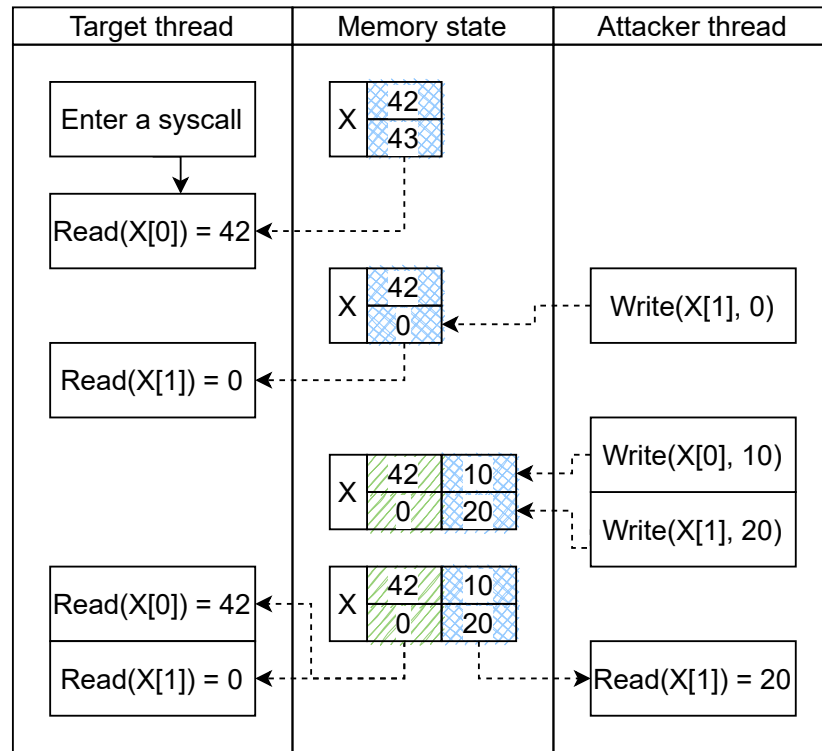 Target thread Memory state Attacker thread
Enter a syscall
X
42
43
Read(X[0]) = 42
X
42
0
Write(X[1], 0)
Read(X[1]) = 0
Write(X[0], 10)
X
42 10
0 20
Write(X[1], 20)
Read(X[0]) = 42
X
42 10
0 20
Read(X[1]) = 0
Read(X[1]) = 20